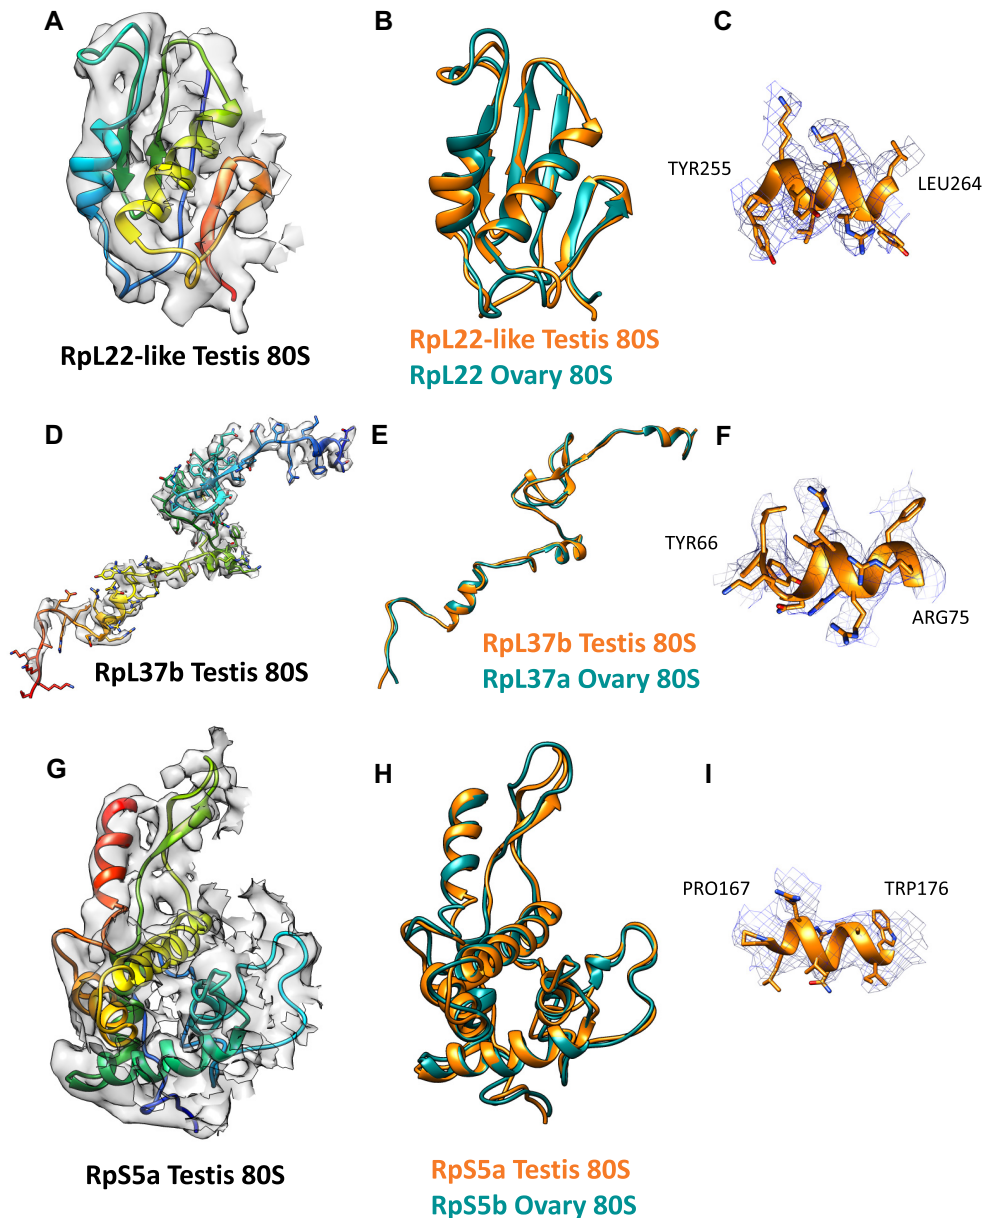 A
B
C
TYR255
LEU264
RpL22-like Testis 80S
RpL22-like Testis 80S
RpL22 Ovary 80S
D
E
F
TYR66
ARG75
RpL37b Testis 80S
RpL37b Testis 80S
RpL37a Ovary 80S
G
H
I
PRO167
TRP176
RpS5a Testis 80S
RpS5a Testis 80S
RpS5b Ovary 80S